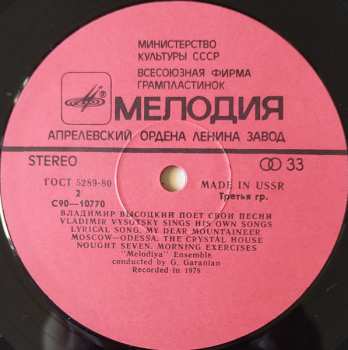 МИНИСТЕРСТВО
КУЛЬТУРЫ СССР
ВСЕСОЮЗНАЯ ФИРМА
ГРАМПЛАСТИНОК
МЕЛОДИЯ
АПРЕЛЕВСКИЙ ОРДЕНА ЛЕНИНА ЗАВОД
STEREO
33
ГОСТ 5289-80
MADE IN USSR
2
Третья гр.
С90—10770
ВЛАДИМИР ВЫСОЦКИЙ ПОЕТ СВОИ ПЕСНИ
VLADIMIR VYSOTSKY SINGS HIS OWN SONGS
LYRICAL SONG. MY DEAR MOUNTAINEER
MOSCOW—ODESSA. THE CRYSTAL HOUSE
NOUGHT SEVEN. MORNING EXERCISES
"Melodiya" Ensemble
conducted by G. Garanian
Recorded in 1978